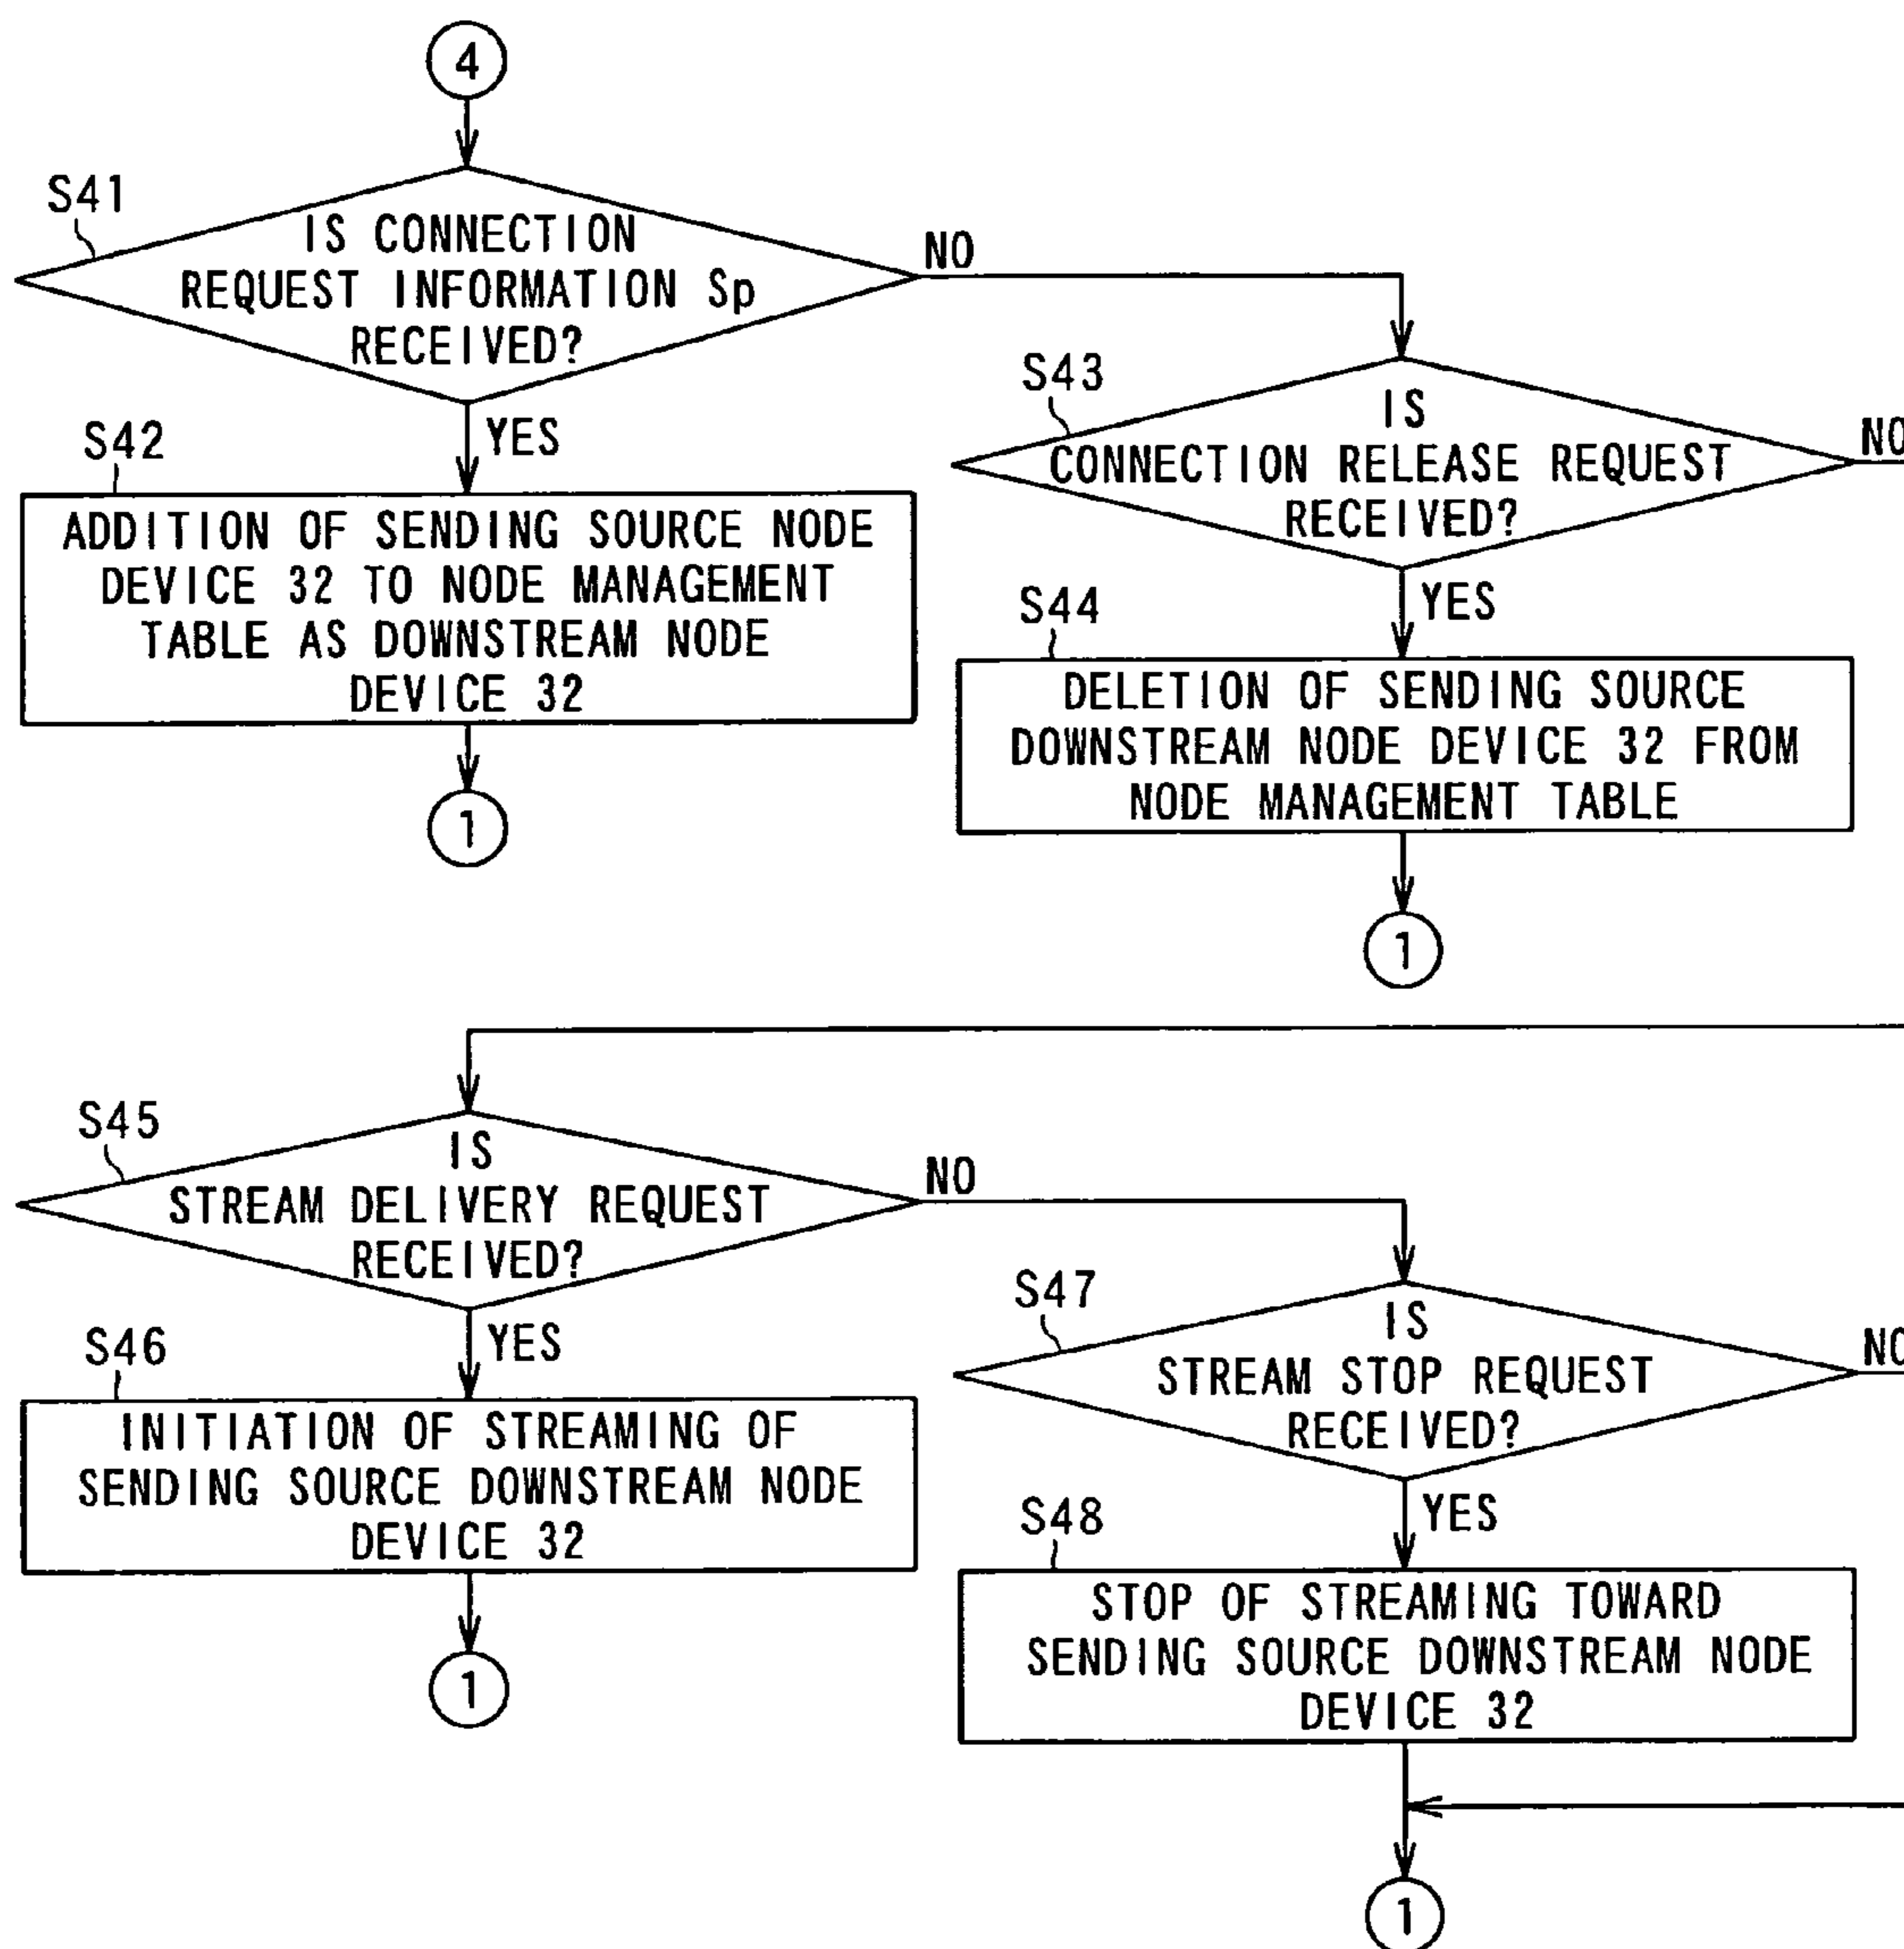 4
S41
IS CONNECTION
REQUEST INFORMATION Sp
RECEIVED?
NO
YES
S42
ADDITION OF SENDING SOURCE NODE
DEVICE 32 TO NODE MANAGEMENT
TABLE AS DOWNSTREAM NODE
DEVICE 32
1
S43
IS
CONNECTION RELEASE REQUEST
RECEIVED?
NO
YES
S44
DELETION OF SENDING SOURCE
DOWNSTREAM NODE DEVICE 32 FROM
NODE MANAGEMENT TABLE
1
S45
IS
STREAM DELIVERY REQUEST
RECEIVED?
NO
YES
S46
INITIATION OF STREAMING OF
SENDING SOURCE DOWNSTREAM NODE
DEVICE 32
1
S47
IS
STREAM STOP REQUEST
RECEIVED?
NO
YES
S48
STOP OF STREAMING TOWARD
SENDING SOURCE DOWNSTREAM NODE
DEVICE 32
1